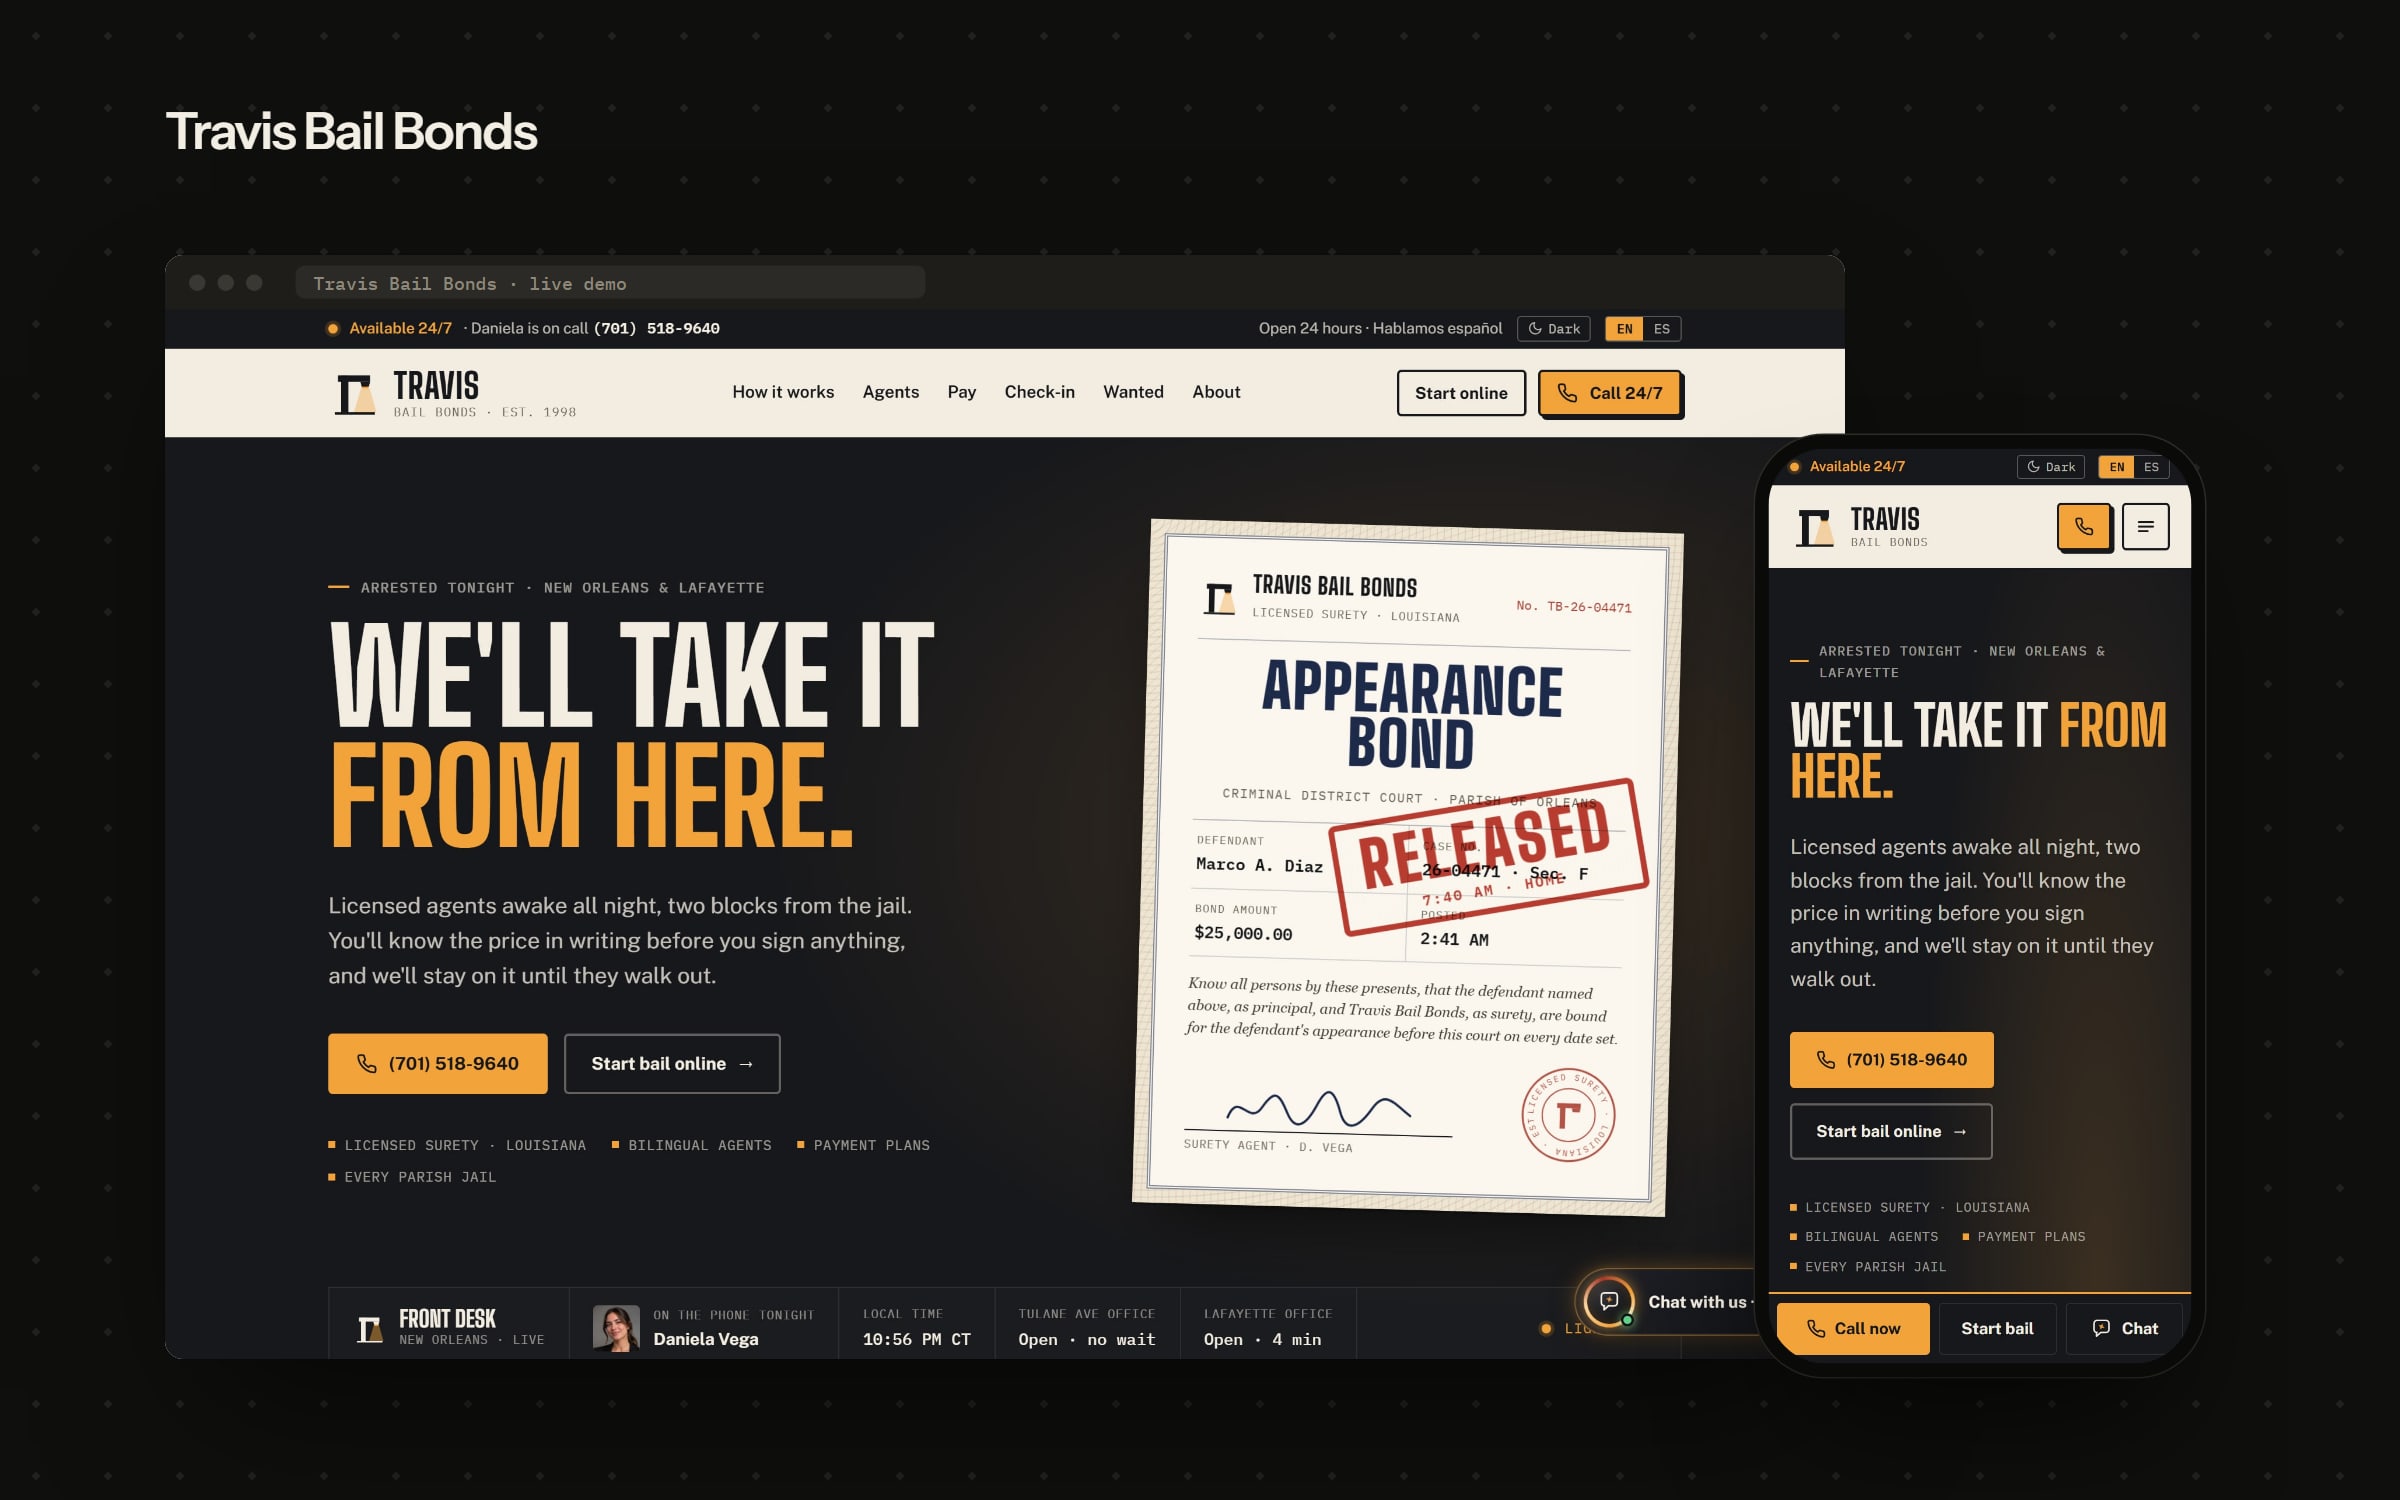 Travis Bail Bonds
Travis Bail Bonds · live demo
Available 24/7 · Daniela is on call (701) 518-9640
Open 24 hours · Hablamos español
Dark
EN ES
TRAVIS
BAIL BONDS · EST. 1998
How it works Agents Pay Check-in Wanted About
Start online
Call 24/7
ARRESTED TONIGHT · NEW ORLEANS & LAFAYETTE
WE'LL TAKE IT
FROM HERE.
Licensed agents awake all night, two blocks from the jail.
You'll know the price in writing before you sign anything,
and we'll stay on it until they walk out.
(701) 518-9640
Start bail online →
LICENSED SURETY · LOUISIANA BILINGUAL AGENTS PAYMENT PLANS
EVERY PARISH JAIL
TRAVIS BAIL BONDS
LICENSED SURETY · LOUISIANA
No. TB-26-04471
APPEARANCE
BOND
CRIMINAL DISTRICT COURT · PARISH OF ORLEANS
DEFENDANT
Marco A. Diaz
CASE NO.
26-04471 · Sec. F
RELEASED
7:40 AM · HOME
BOND AMOUNT
$25,000.00
POSTED
2:41 AM
Know all persons by these presents, that the defendant named
above, as principal, and Travis Bail Bonds, as surety, are bound
for the defendant's appearance before this court on every date set.
SURETY AGENT · D. VEGA
LICENSED SURETY · LOUISIANA · EST
FRONT DESK
NEW ORLEANS · LIVE
ON THE PHONE TONIGHT
Daniela Vega
LOCAL TIME
10:56 PM CT
TULANE AVE OFFICE
Open · no wait
LAFAYETTE OFFICE
Open · 4 min
Chat with us ·
Available 24/7
Dark
EN ES
TRAVIS
BAIL BONDS
ARRESTED TONIGHT · NEW ORLEANS &
LAFAYETTE
WE'LL TAKE IT FROM
HERE.
Licensed agents awake all night, two
blocks from the jail. You'll know the
price in writing before you sign
anything, and we'll stay on it until they
walk out.
(701) 518-9640
Start bail online →
LICENSED SURETY · LOUISIANA
BILINGUAL AGENTS PAYMENT PLANS
EVERY PARISH JAIL
Call now
Start bail
Chat